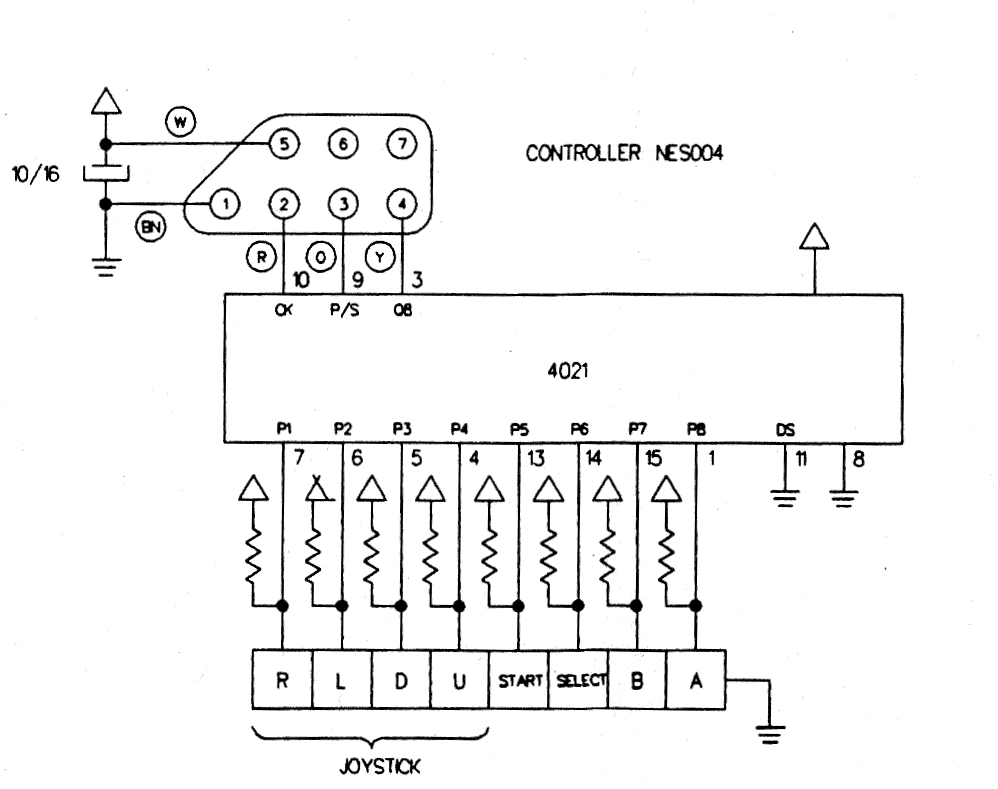 W
5 6 7
CONTROLLER NES004
10/16
1 2 3 4
BN
R O Y
10 9 3
CK P/S Q8
4021
P1 P2 P3 P4 P5 P6 P7 P8 DS
7 6 5 4 13 14 15 1 11 8
R L D U START SELECT B A
JOYSTICK